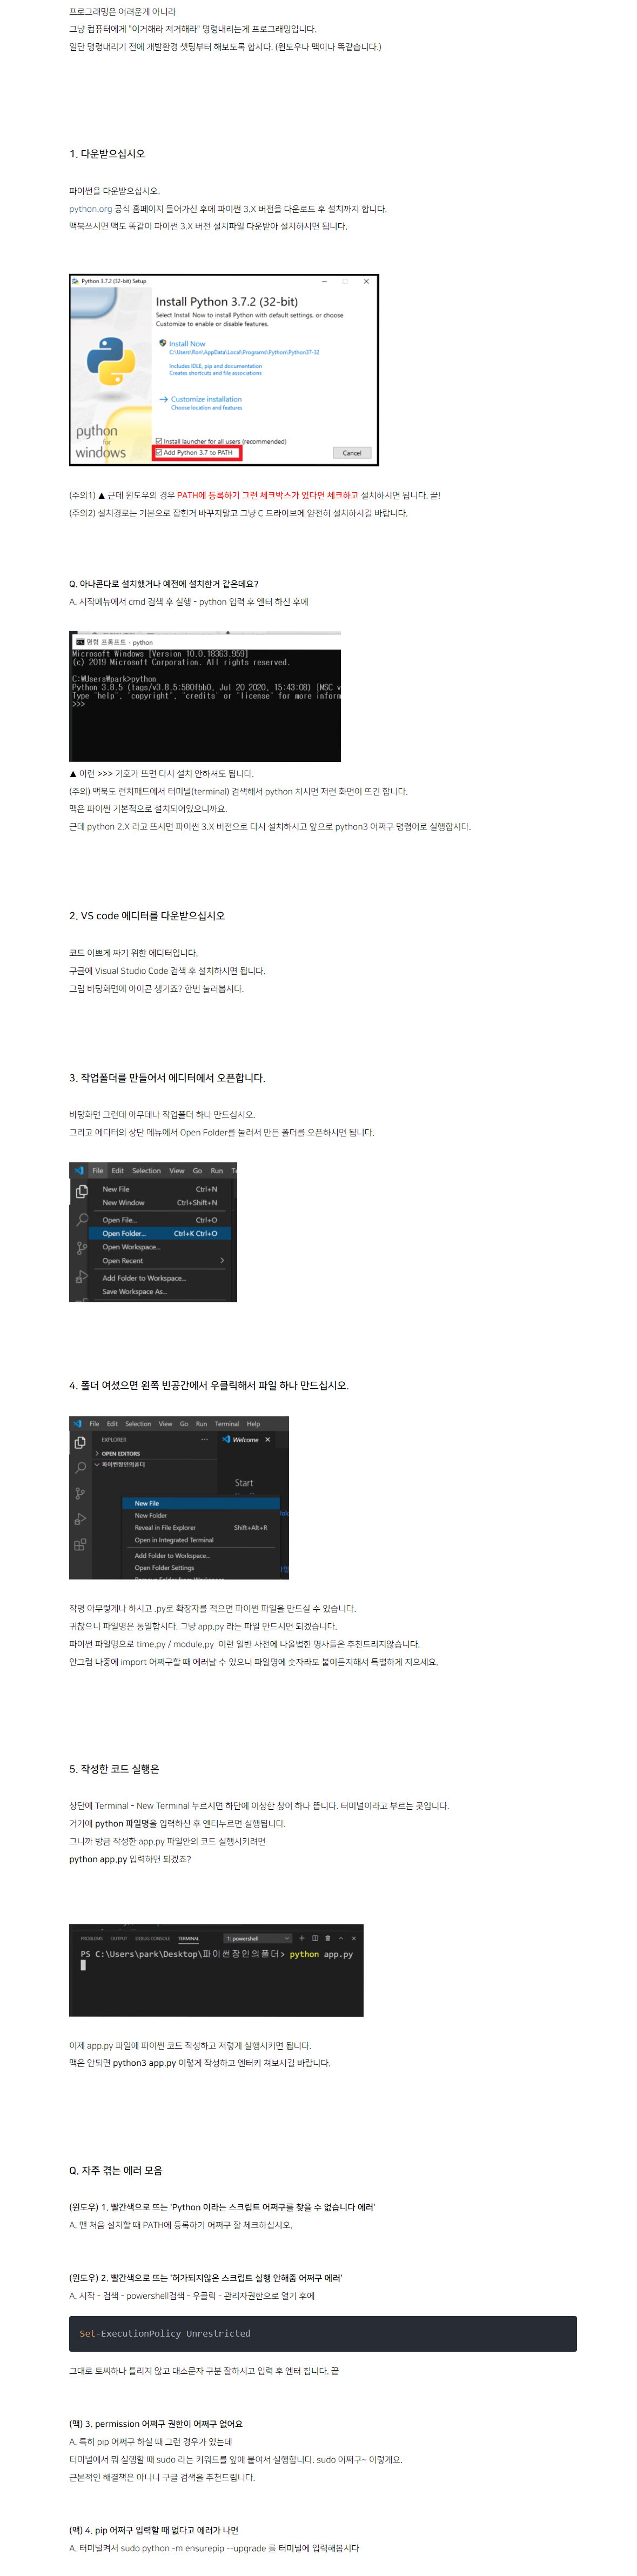 프로그래밍은 어려운게 아니라
그냥 컴퓨터에게 "이거해라 저거해라" 명령내리는게 프로그래밍입니다.
일단 명령내리기 전에 개발환경 셋팅부터 해보도록 합시다. (윈도우나 맥이나 똑같습니다.)
1. 다운받으십시오
파이썬을 다운받으십시오.
python.org 공식 홈페이지 들어가신 후에 파이썬 3.X 버전을 다운로드 후 설치까지 합니다.
맥북쓰시면 맥도 똑같이 파이썬 3.X 버전 설치파일 다운받아 설치하시면 됩니다.
Python 3.7.2 (32-bit) Setup
Install Python 3.7.2 (32-bit)
Select Install Now to install Python with default settings, or choose
Customize to enable or disable features.
Install Now
C:\Users\Ron\AppData\Local\Programs\Python\Python37-32
Includes IDLE, pip and documentation
Creates shortcuts and file associations
Customize installation
Choose location and features
python
for
windows
Install launcher for all users (recommended)
Add Python 3.7 to PATH
Cancel
(주의1) ▲ 근데 윈도우의 경우 PATH에 등록하기 그런 체크박스가 있다면 체크하고 설치하시면 됩니다. 끝!
(주의2) 설치경로는 기본으로 잡힌거 바꾸지말고 그냥 C 드라이브에 얌전히 설치하시길 바랍니다.
Q. 아나콘다로 설치했거나 예전에 설치한거 같은데요?
A. 시작메뉴에서 cmd 검색 후 실행 - python 입력 후 엔터 하신 후에
명령 프롬프트 - python
Microsoft Windows [Version 10.0.18363.959]
(c) 2019 Microsoft Corporation. All rights reserved.
C:₩Users₩park>python
Python 3.8.5 (tags/v3.8.5:580fbb0, Jul 20 2020, 15:43:08) [MSC v
Type "help", "copyright", "credits" or "license" for more inform
>>>
▲ 이런 >>> 기호가 뜨면 다시 설치 안하셔도 됩니다.
(주의) 맥북도 런치패드에서 터미널(terminal) 검색해서 python 치시면 저런 화면이 뜨긴 합니다.
맥은 파이썬 기본적으로 설치되어있으니까요.
근데 python 2.X 라고 뜨시면 파이썬 3.X 버전으로 다시 설치하시고 앞으로 python3 어쩌구 명령어로 실행합시다.
2. VS code 에디터를 다운받으십시오
코드 이쁘게 짜기 위한 에디터입니다.
구글에 Visual Studio Code 검색 후 설치하시면 됩니다.
그럼 바탕화면에 아이콘 생기죠? 한번 눌러봅시다.
3. 작업폴더를 만들어서 에디터에서 오픈합니다.
바탕화면 그런데 아무데나 작업폴더 하나 만드십시오.
그리고 에디터의 상단 메뉴에서 Open Folder를 눌러서 만든 폴더를 오픈하시면 됩니다.
File Edit Selection View Go Run Te
New File Ctrl+N
New Window Ctrl+Shift+N
Open File... Ctrl+O
Open Folder... Ctrl+K Ctrl+O
Open Workspace...
Open Recent
Add Folder to Workspace...
Save Workspace As...
4. 폴더 여셨으면 왼쪽 빈공간에서 우클릭해서 파일 하나 만드십시오.
File Edit Selection View Go Run Terminal Help
EXPLORER ... Welcome
OPEN EDITORS
파이썬장인의폴더
Start
New File
New Folder
Reveal in File Explorer Shift+Alt+R
Open in Integrated Terminal
Add Folder to Workspace...
Open Folder Settings
Remove Folder from Workspace
작명 아무렇게나 하시고 .py로 확장자를 적으면 파이썬 파일을 만드실 수 있습니다.
귀찮으니 파일명은 통일합시다. 그냥 app.py 라는 파일 만드시면 되겠습니다.
파이썬 파일명으로 time.py / module.py 이런 일반 사전에 나올법한 명사들은 추천드리지않습니다.
안그럼 나중에 import 어쩌구할 때 에러날 수 있으니 파일명에 숫자라도 붙이든지해서 특별하게 지으세요.
5. 작성한 코드 실행은
상단에 Terminal - New Terminal 누르시면 하단에 이상한 창이 하나 뜹니다. 터미널이라고 부르는 곳입니다.
거기에 python 파일명을 입력하신 후 엔터누르면 실행됩니다.
그니까 방금 작성한 app.py 파일안의 코드 실행시키려면
python app.py 입력하면 되겠죠?
PROBLEMS OUTPUT DEBUG CONSOLE TERMINAL 1: powershell
PS C:\Users\park\Desktop\파이썬장인의폴더> python app.py
이제 app.py 파일에 파이썬 코드 작성하고 저렇게 실행시키면 됩니다.
맥은 안되면 python3 app.py 이렇게 작성하고 엔터키 쳐보시길 바랍니다.
Q. 자주 겪는 에러 모음
(윈도우) 1. 빨간색으로 뜨는 'Python 이라는 스크립트 어쩌구를 찾을 수 없습니다 에러'
A. 맨 처음 설치할 때 PATH에 등록하기 어쩌구 잘 체크하십시오.
(윈도우) 2. 빨간색으로 뜨는 '허가되지않은 스크립트 실행 안해줌 어쩌구 에러'
A. 시작 - 검색 - powershell검색 - 우클릭 - 관리자권한으로 열기 후에
Set-ExecutionPolicy Unrestricted
그대로 토씨하나 틀리지 않고 대소문자 구분 잘하시고 입력 후 엔터 칩니다. 끝
(맥) 3. permission 어쩌구 권한이 어쩌구 없어요
A. 특히 pip 어쩌구 하실 때 그런 경우가 있는데
터미널에서 뭐 실행할 때 sudo 라는 키워드를 앞에 붙여서 실행합니다. sudo 어쩌구~ 이렇게요.
근본적인 해결책은 아니니 구글 검색을 추천드립니다.
(맥) 4. pip 어쩌구 입력할 때 없다고 에러가 나면
A. 터미널켜서 sudo python -m ensurepip --upgrade 를 터미널에 입력해봅시다